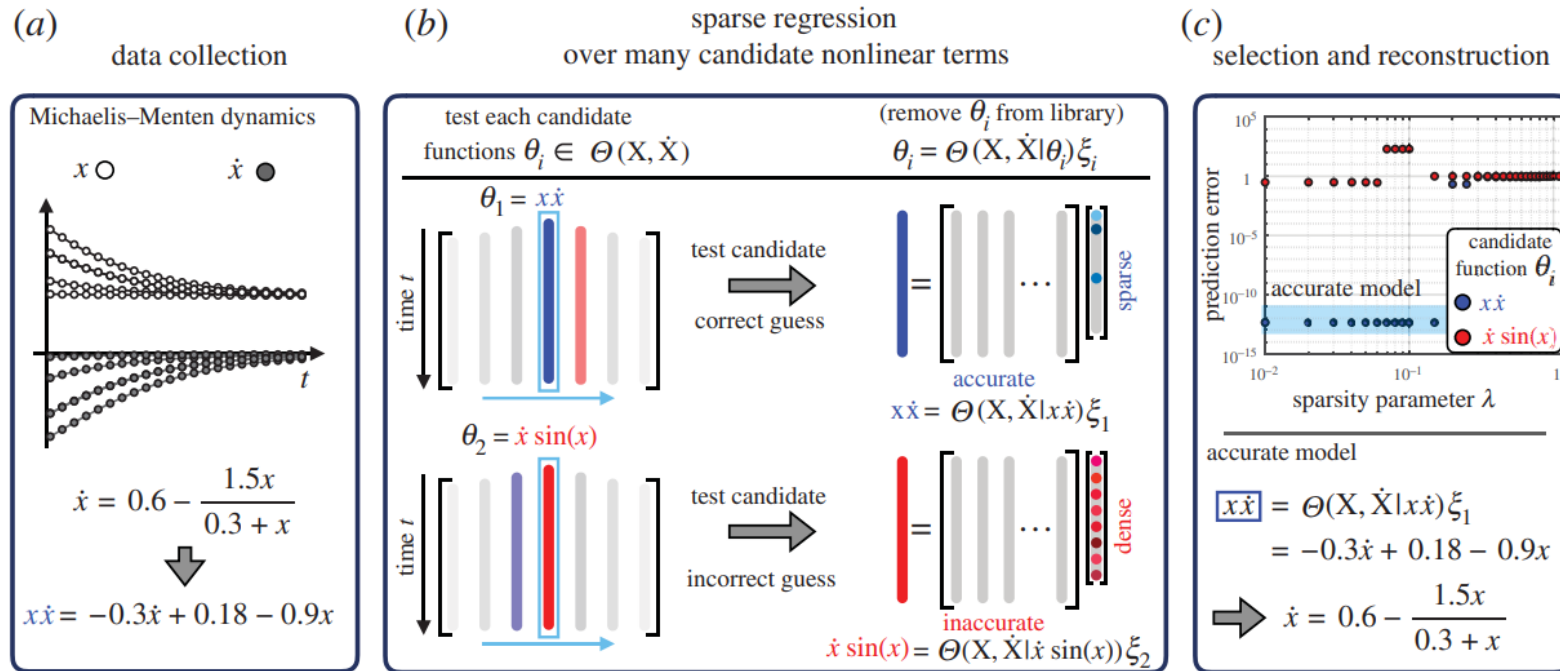 (a)
data collection
Michaelis–Menten dynamics
x
ẋ
t
ẋ = 0.6 − 1.5x / 0.3 + x
xẋ = −0.3ẋ + 0.18 − 0.9x
(b)
sparse regression
over many candidate nonlinear terms
test each candidate
functions θi ∈ Θ(X, Ẋ)
(remove θi from library)
θi = Θ(X, Ẋ|θi)ξi
θ1 = xẋ
time t
test candidate
correct guess
=
...
sparse
accurate
xẋ = Θ(X, Ẋ|xẋ)ξ1
θ2 = ẋ sin(x)
time t
test candidate
incorrect guess
=
...
dense
inaccurate
ẋ sin(x) = Θ(X, Ẋ|ẋ sin(x))ξ2
(c)
selection and reconstruction
prediction error
10^5
1
10^−5
10^−10
10^−15
candidate
function θi
xẋ
ẋ sin(x)
accurate model
10^−2
10^−1
1
sparsity parameter λ
accurate model
xẋ = Θ(X, Ẋ|xẋ)ξ1
= −0.3ẋ + 0.18 − 0.9x
ẋ = 0.6 − 1.5x / 0.3 + x